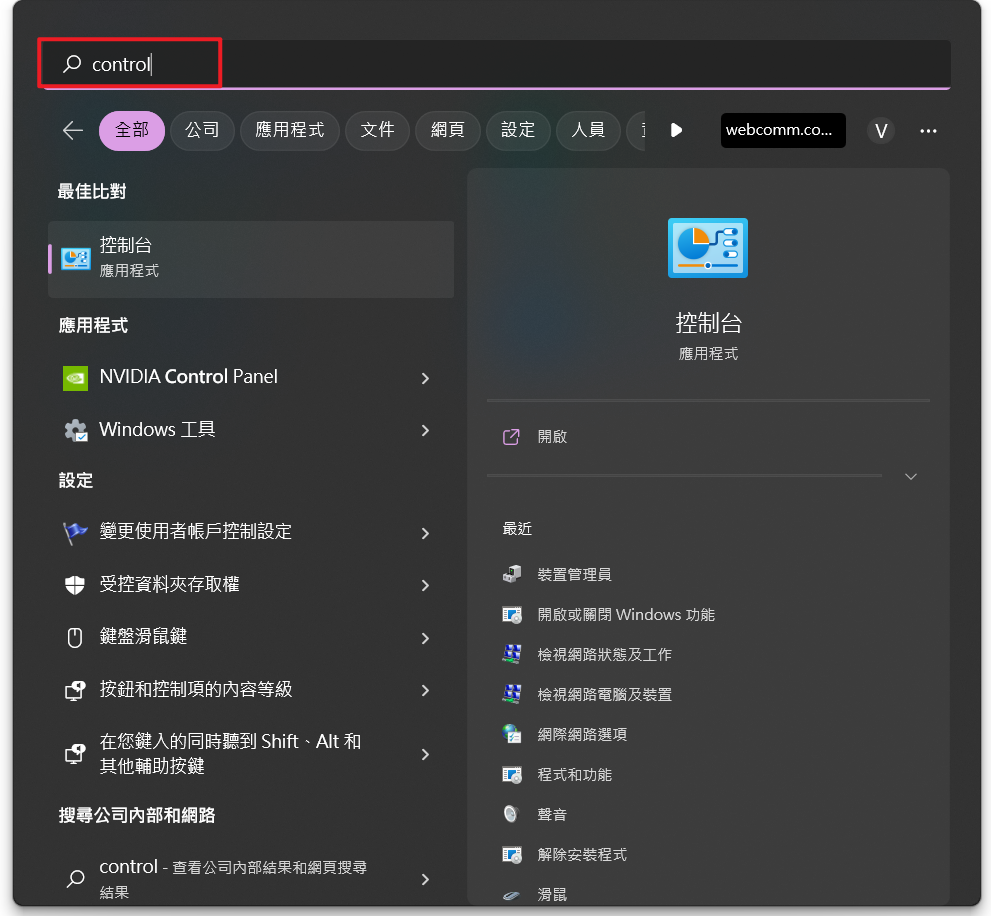 control
全部
公司
應用程式
文件
網頁
設定
人員
webcomm.co...
V
最佳比對
控制台
應用程式
應用程式
NVIDIA Control Panel
Windows 工具
設定
變更使用者帳戶控制設定
受控資料夾存取權
鍵盤滑鼠鍵
按鈕和控制項的內容等級
在您鍵入的同時聽到 Shift、Alt 和
其他輔助按鍵
搜尋公司內部和網路
control - 查看公司內部結果和網頁搜尋
結果
控制台
應用程式
開啟
最近
裝置管理員
開啟或關閉 Windows 功能
檢視網路狀態及工作
檢視網路電腦及裝置
網際網路選項
程式和功能
聲音
解除安裝程式
滑鼠